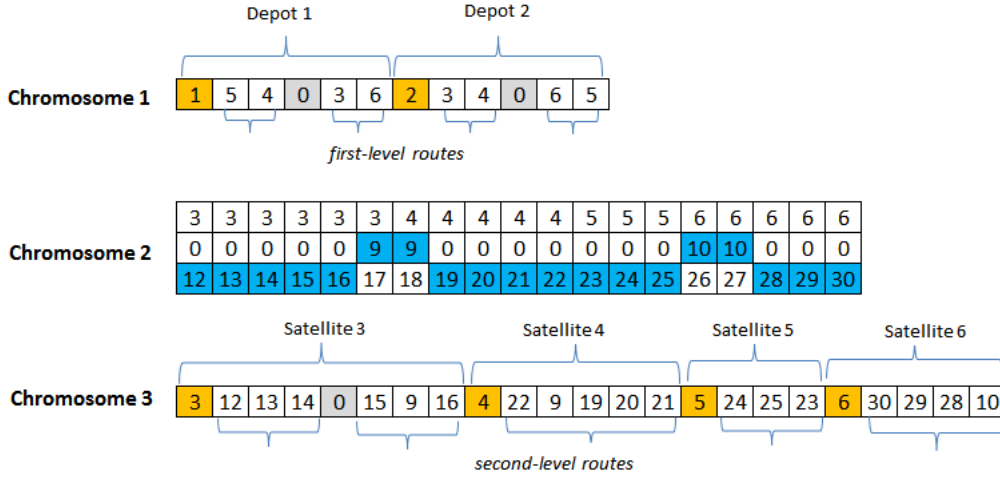 Depot 1 Depot 2
Chromosome 1 1 5 4 0 3 6 2 3 4 0 6 5
first-level routes
3 3 3 3 3 3 4 4 4 4 4 5 5 5 6 6 6 6 6
Chromosome 2 0 0 0 0 0 9 9 0 0 0 0 0 0 0 10 10 0 0 0
12 13 14 15 16 17 18 19 20 21 22 23 24 25 26 27 28 29 30
Satellite 3 Satellite 4 Satellite 5 Satellite 6
Chromosome 3 3 12 13 14 0 15 9 16 4 22 9 19 20 21 5 24 25 23 6 30 29 28 10
second-level routes